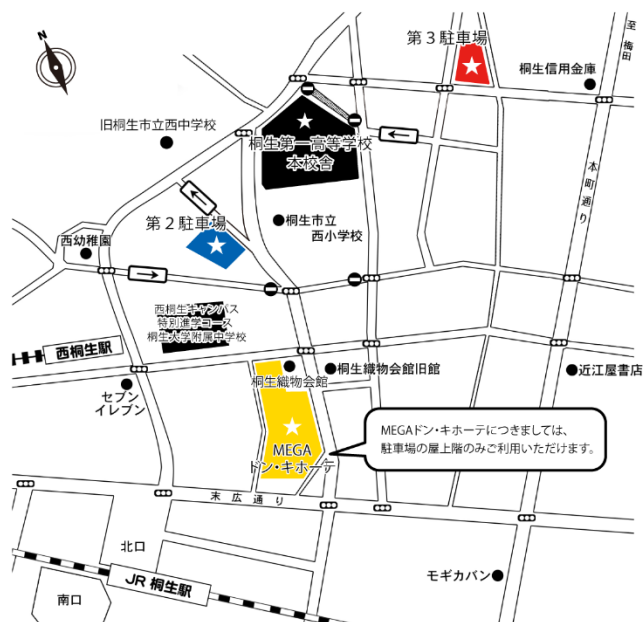 N
第3駐車場
至 梅田
桐生信用金庫
旧桐生市立西中学校
桐生第一高等学校
本校舎
本町通り
第2駐車場
桐生市立
西小学校
西幼稚園
西桐生キャンパス
特別進学コース
桐生大学附属中学校
西桐生駅
桐生織物会館
桐生織物会館旧館
近江屋書店
セブン
イレブン
MEGA
ドン・キホーテ
MEGAドン・キホーテにつきましては、
駐車場の屋上階のみご利用いただけます。
末広通り
北口
JR 桐生駅
モギカバン
南口